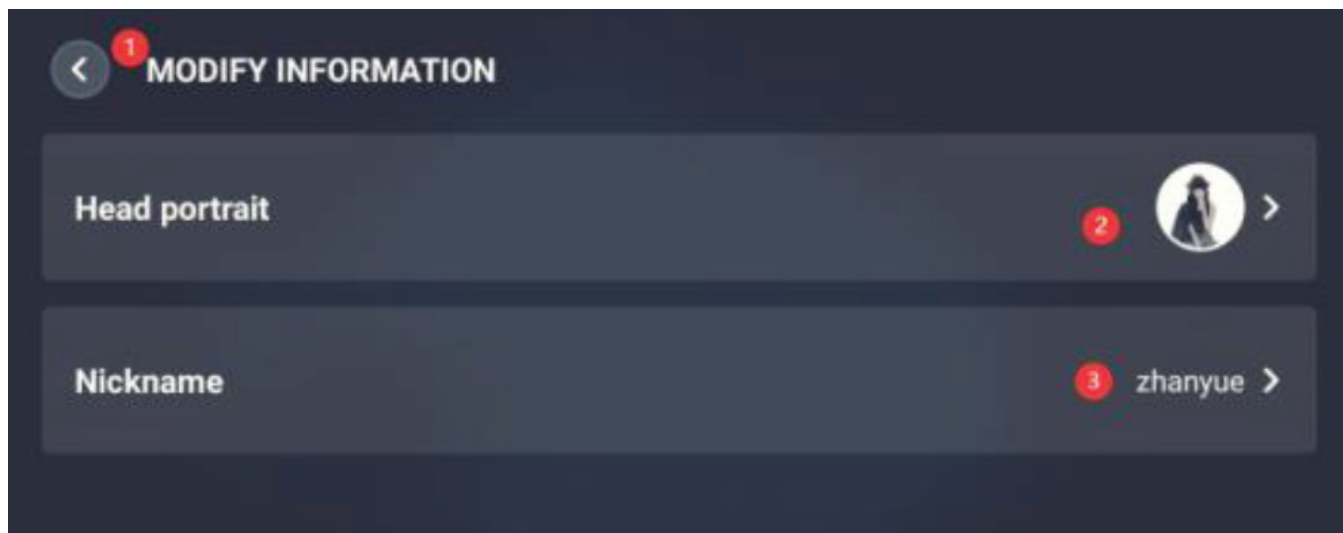 1
MODIFY INFORMATION
Head portrait
2
Nickname
3 zhanyue